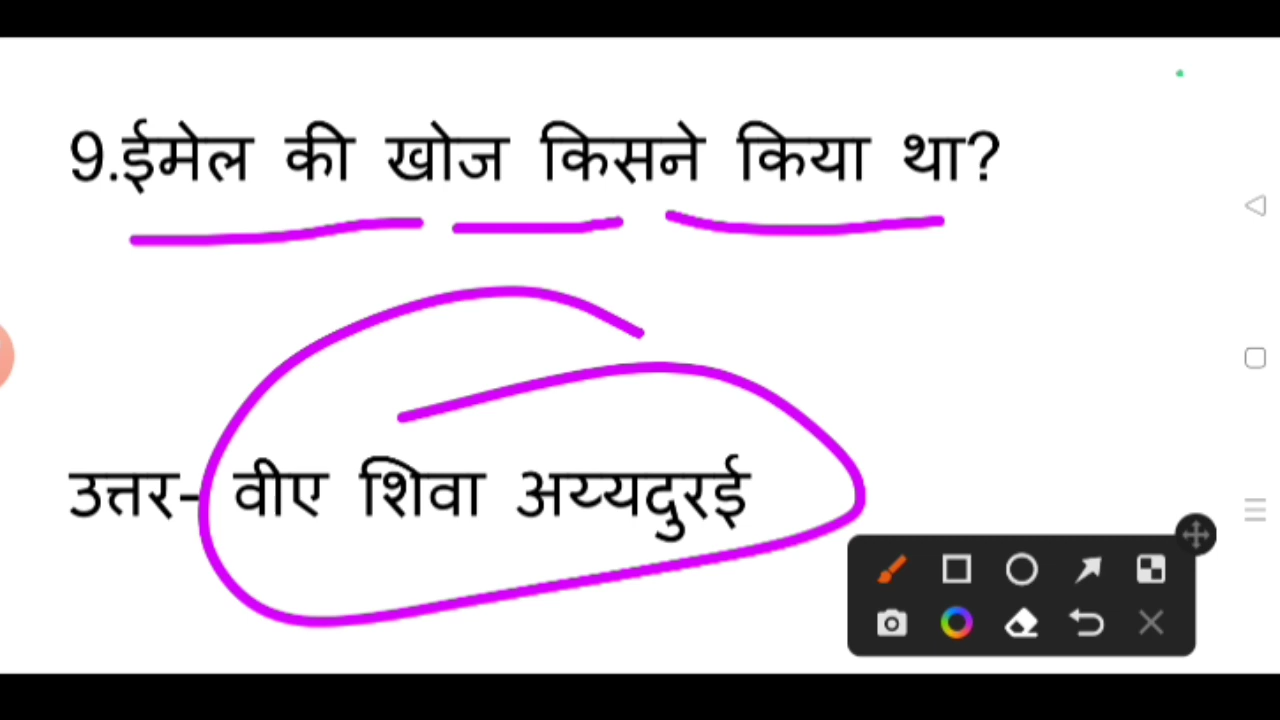 9.ईमेल की खोज किसने किया था?
उत्तर- वीए शिवा अय्यदुरई